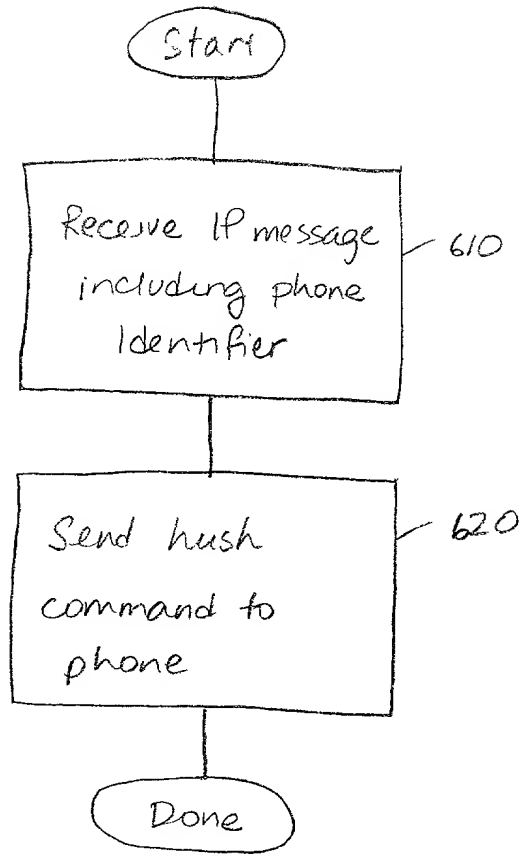 Start
Receive IP message
610
including phone
Identifier
Send hush
620
command to
phone
Done